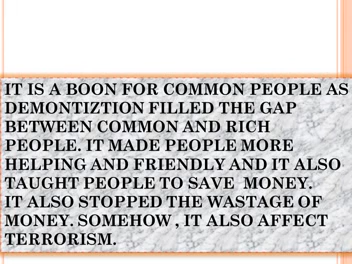 IT IS A BOON FOR COMMON PEOPLE AS
DEMONTIZTION FILLED THE GAP
BETWEEN COMMON AND RICH
PEOPLE. IT MADE PEOPLE MORE
HELPING AND FRIENDLY AND IT ALSO
TAUGHT PEOPLE TO SAVE  MONEY.
IT ALSO STOPPED THE WASTAGE OF
MONEY. SOMEHOW , IT ALSO AFFECT
TERRORISM.